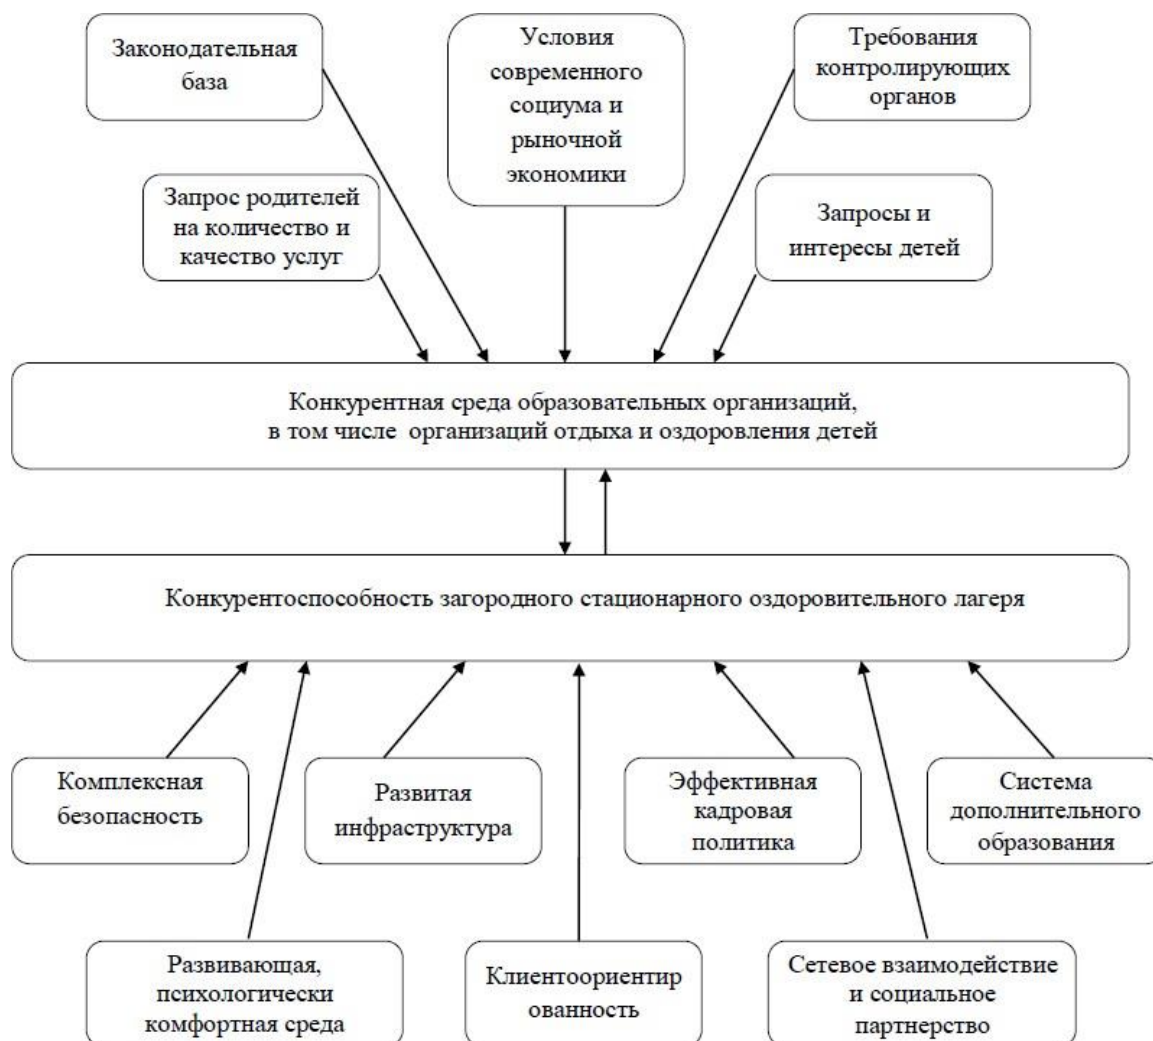 Законодательная
база
Условия
современного
социума и
рыночной
экономики
Требования
контролирующих
органов
Запрос родителей
на количество и
качество услуг
Запросы и
интересы детей
Конкурентная среда образовательных организаций,
в том числе организаций отдыха и оздоровления детей
Конкурентоспособность загородного стационарного оздоровительного лагеря
Комплексная
безопасность
Развитая
инфраструктура
Эффективная
кадровая
политика
Система
дополнительного
образования
Развивающая,
психологически
комфортная среда
Клиентоориентир
ованность
Сетевое взаимодействие
и социальное
партнерство